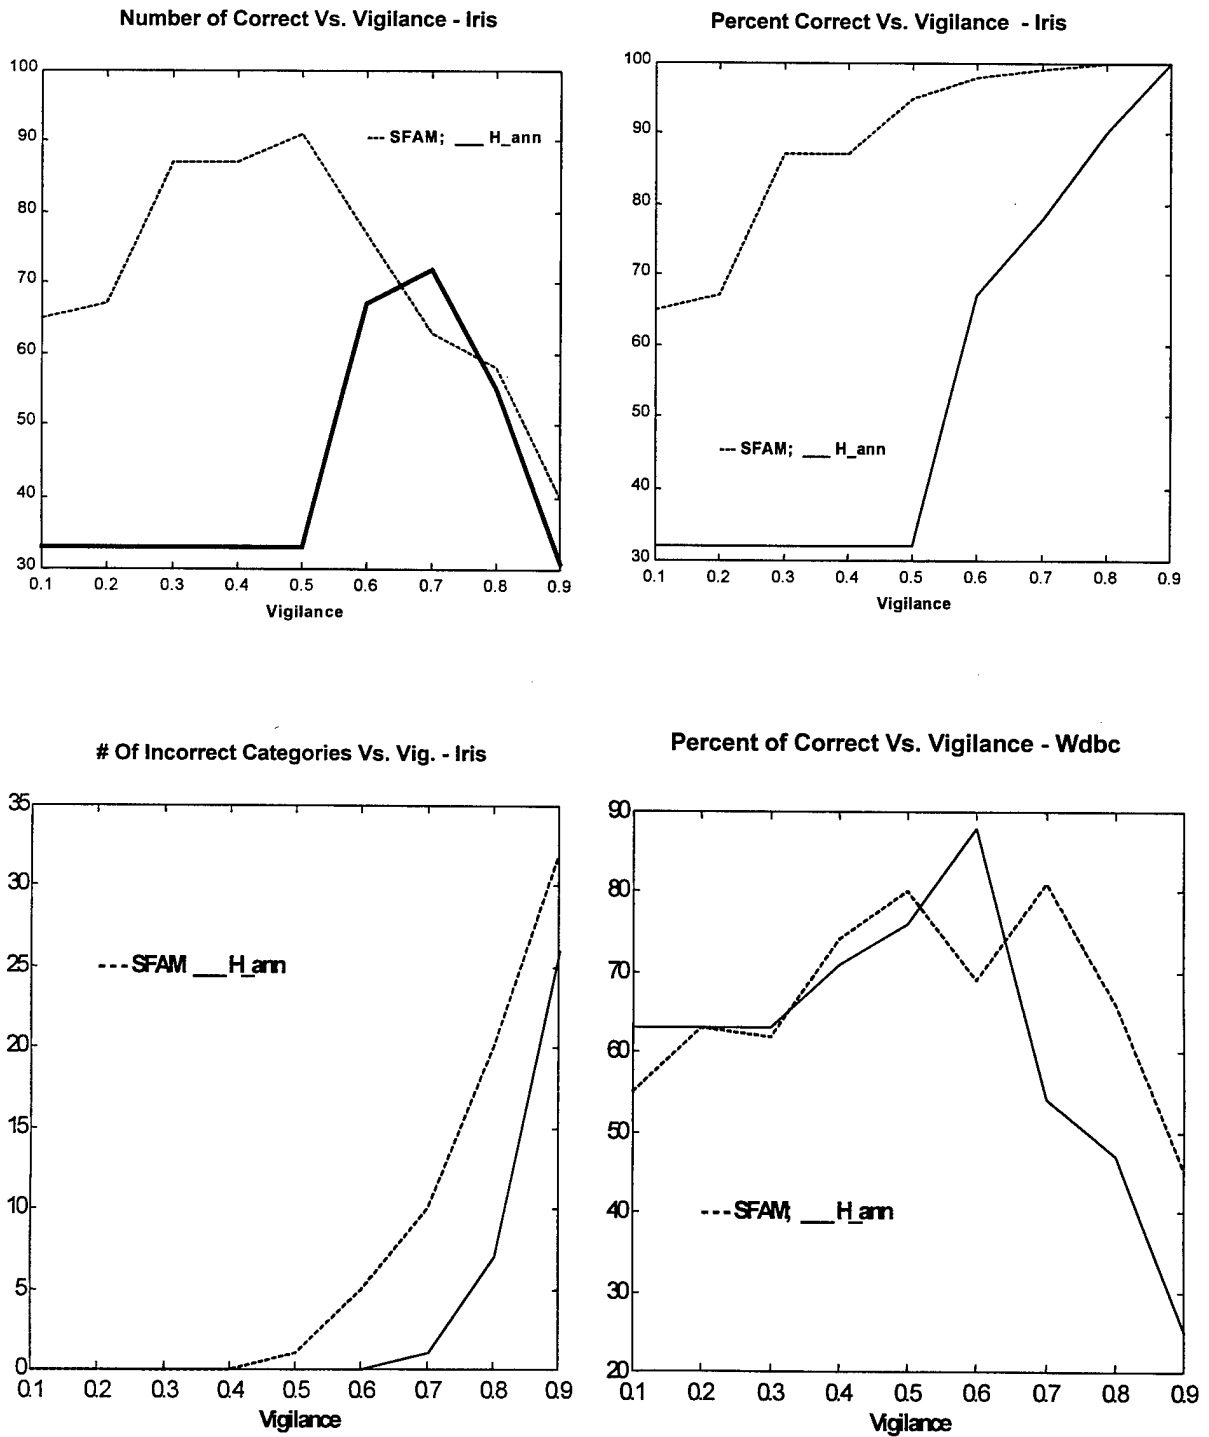 Number of Correct Vs. Vigilance - Iris
100
90
80
70
60
50
40
30
--- SFAM; ___ H_ann
0.1 0.2 0.3 0.4 0.5 0.6 0.7 0.8 0.9
Vigilance
Percent Correct Vs. Vigilance - Iris
100
90
80
70
60
50
40
30
--- SFAM; ___ H_ann
0.1 0.2 0.3 0.4 0.5 0.6 0.7 0.8 0.9
Vigilance
# Of Incorrect Categories Vs. Vig. - Iris
35
30
25
20
15
10
5
0
--- SFAM ___ H_ann
0.1 0.2 0.3 0.4 0.5 0.6 0.7 0.8 0.9
Vigilance
Percent of Correct Vs. Vigilance - Wdbc
90
80
70
60
50
40
30
20
--- SFAM; ___ H_ann
0.1 0.2 0.3 0.4 0.5 0.6 0.7 0.8 0.9
Vigilance